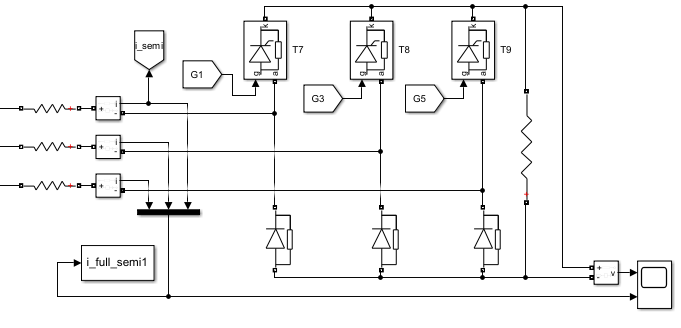 i_semi
k
k
k
T7
T8
T9
g
a
g
a
g
a
G1
G3
G5
+
i
-
+
+
i
-
+
+
i
-
+
+
i_full_semi1
+
-
v